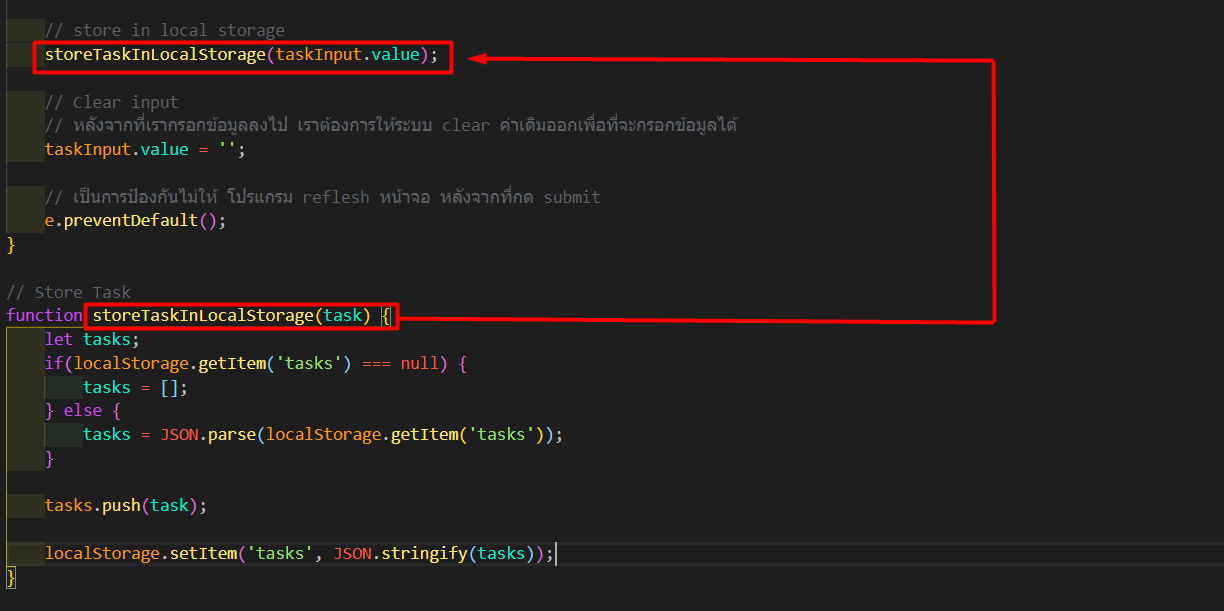 // store in local storage
storeTaskInLocalStorage(taskInput.value);
// Clear input
// หลังจากที่เรากรอกข้อมูลลงไป เราต้องการให้ระบบ clear ค่าเดิมออกเพื่อที่จะกรอกข้อมูลได้
taskInput.value = '';
// เป็นการป้องกันไม่ให้ โปรแกรม reflesh หน้าจอ หลังจากที่กด submit
e.preventDefault();
}
// Store Task
function storeTaskInLocalStorage(task) {
let tasks;
if(localStorage.getItem('tasks') === null) {
tasks = [];
} else {
tasks = JSON.parse(localStorage.getItem('tasks'));
}
tasks.push(task);
localStorage.setItem('tasks', JSON.stringify(tasks));
}